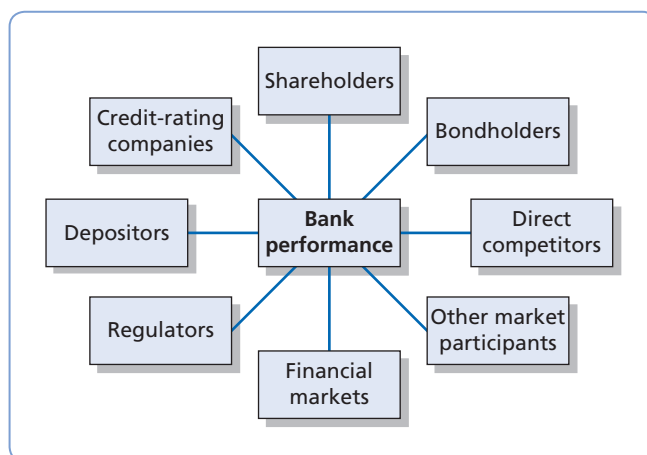 Shareholders
Credit-rating
companies
Bondholders
Depositors
Bank
performance
Direct
competitors
Regulators
Other market
participants
Financial
markets